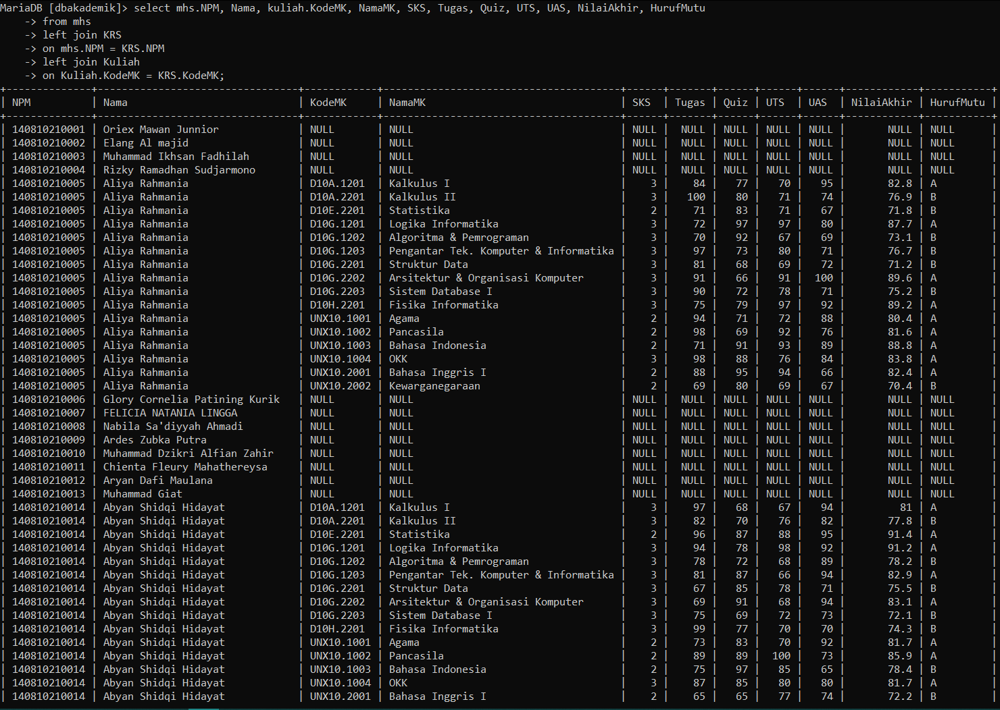 MariaDB [dbakademik]> select mhs.NPM, Nama, kuliah.KodeMK, NamaMK, SKS, Tugas, Quiz, UTS, UAS, NilaiAkhir, HurufMutu
    -> from mhs
    -> left join KRS
    -> on mhs.NPM = KRS.NPM
    -> left join Kuliah
    -> on Kuliah.KodeMK = KRS.KodeMK;
| NPM | Nama | KodeMK | NamaMK | SKS | Tugas | Quiz | UTS | UAS | NilaiAkhir | HurufMutu |
| 140810210001 | Oriex Mawan Junnior | NULL | NULL | NULL | NULL | NULL | NULL | NULL | NULL | NULL |
| 140810210002 | Elang Al majid | NULL | NULL | NULL | NULL | NULL | NULL | NULL | NULL | NULL |
| 140810210003 | Muhammad Ikhsan Fadhilah | NULL | NULL | NULL | NULL | NULL | NULL | NULL | NULL | NULL |
| 140810210004 | Rizky Ramadhan Sudjarmono | NULL | NULL | NULL | NULL | NULL | NULL | NULL | NULL | NULL |
| 140810210005 | Aliya Rahmania | D10A.1201 | Kalkulus I | 3 | 84 | 77 | 70 | 95 | 82.8 | A |
| 140810210005 | Aliya Rahmania | D10A.2201 | Kalkulus II | 3 | 100 | 80 | 71 | 74 | 76.9 | B |
| 140810210005 | Aliya Rahmania | D10E.2201 | Statistika | 2 | 71 | 83 | 71 | 67 | 71.8 | B |
| 140810210005 | Aliya Rahmania | D10G.1201 | Logika Informatika | 3 | 72 | 97 | 97 | 80 | 87.7 | A |
| 140810210005 | Aliya Rahmania | D10G.1202 | Algoritma & Pemrograman | 3 | 70 | 92 | 67 | 69 | 73.1 | B |
| 140810210005 | Aliya Rahmania | D10G.1203 | Pengantar Tek. Komputer & Informatika | 3 | 97 | 73 | 80 | 71 | 76.7 | B |
| 140810210005 | Aliya Rahmania | D10G.2201 | Struktur Data | 3 | 81 | 68 | 69 | 72 | 71.2 | B |
| 140810210005 | Aliya Rahmania | D10G.2202 | Arsitektur & Organisasi Komputer | 3 | 91 | 66 | 91 | 100 | 89.6 | A |
| 140810210005 | Aliya Rahmania | D10G.2203 | Sistem Database I | 3 | 90 | 72 | 78 | 71 | 75.2 | B |
| 140810210005 | Aliya Rahmania | D10H.2201 | Fisika Informatika | 3 | 75 | 79 | 97 | 92 | 89.2 | A |
| 140810210005 | Aliya Rahmania | UNX10.1001 | Agama | 2 | 94 | 71 | 72 | 88 | 80.4 | A |
| 140810210005 | Aliya Rahmania | UNX10.1002 | Pancasila | 2 | 98 | 69 | 92 | 76 | 81.6 | A |
| 140810210005 | Aliya Rahmania | UNX10.1003 | Bahasa Indonesia | 2 | 71 | 91 | 93 | 89 | 88.8 | A |
| 140810210005 | Aliya Rahmania | UNX10.1004 | OKK | 3 | 98 | 88 | 76 | 84 | 83.8 | A |
| 140810210005 | Aliya Rahmania | UNX10.2001 | Bahasa Inggris I | 2 | 88 | 95 | 94 | 66 | 82.4 | A |
| 140810210005 | Aliya Rahmania | UNX10.2002 | Kewarganegaraan | 2 | 69 | 80 | 69 | 67 | 70.4 | B |
| 140810210006 | Glory Cornelia Patining Kurik | NULL | NULL | NULL | NULL | NULL | NULL | NULL | NULL | NULL |
| 140810210007 | FELICIA NATANIA LINGGA | NULL | NULL | NULL | NULL | NULL | NULL | NULL | NULL | NULL |
| 140810210008 | Nabila Sa'diyyah Ahmadi | NULL | NULL | NULL | NULL | NULL | NULL | NULL | NULL | NULL |
| 140810210009 | Ardes Zubka Putra | NULL | NULL | NULL | NULL | NULL | NULL | NULL | NULL | NULL |
| 140810210010 | Muhammad Dzikri Alfian Zahir | NULL | NULL | NULL | NULL | NULL | NULL | NULL | NULL | NULL |
| 140810210011 | Chienta Fleury Mahathereysa | NULL | NULL | NULL | NULL | NULL | NULL | NULL | NULL | NULL |
| 140810210012 | Aryan Dafi Maulana | NULL | NULL | NULL | NULL | NULL | NULL | NULL | NULL | NULL |
| 140810210013 | Muhammad Giat | NULL | NULL | NULL | NULL | NULL | NULL | NULL | NULL | NULL |
| 140810210014 | Abyan Shidqi Hidayat | D10A.1201 | Kalkulus I | 3 | 97 | 68 | 67 | 94 | 81 | A |
| 140810210014 | Abyan Shidqi Hidayat | D10A.2201 | Kalkulus II | 3 | 82 | 70 | 76 | 82 | 77.8 | B |
| 140810210014 | Abyan Shidqi Hidayat | D10E.2201 | Statistika | 2 | 96 | 87 | 88 | 95 | 91.4 | A |
| 140810210014 | Abyan Shidqi Hidayat | D10G.1201 | Logika Informatika | 3 | 94 | 78 | 98 | 92 | 91.2 | A |
| 140810210014 | Abyan Shidqi Hidayat | D10G.1202 | Algoritma & Pemrograman | 3 | 78 | 72 | 68 | 89 | 78.2 | B |
| 140810210014 | Abyan Shidqi Hidayat | D10G.1203 | Pengantar Tek. Komputer & Informatika | 3 | 81 | 87 | 66 | 94 | 82.9 | A |
| 140810210014 | Abyan Shidqi Hidayat | D10G.2201 | Struktur Data | 3 | 67 | 85 | 78 | 71 | 75.5 | B |
| 140810210014 | Abyan Shidqi Hidayat | D10G.2202 | Arsitektur & Organisasi Komputer | 3 | 69 | 91 | 68 | 94 | 83.1 | A |
| 140810210014 | Abyan Shidqi Hidayat | D10G.2203 | Sistem Database I | 3 | 75 | 69 | 72 | 73 | 72.1 | B |
| 140810210014 | Abyan Shidqi Hidayat | D10H.2201 | Fisika Informatika | 3 | 99 | 77 | 70 | 70 | 74.3 | B |
| 140810210014 | Abyan Shidqi Hidayat | UNX10.1001 | Agama | 2 | 73 | 83 | 70 | 92 | 81.7 | A |
| 140810210014 | Abyan Shidqi Hidayat | UNX10.1002 | Pancasila | 2 | 89 | 89 | 100 | 73 | 85.9 | A |
| 140810210014 | Abyan Shidqi Hidayat | UNX10.1003 | Bahasa Indonesia | 2 | 75 | 97 | 85 | 65 | 78.4 | B |
| 140810210014 | Abyan Shidqi Hidayat | UNX10.1004 | OKK | 3 | 87 | 85 | 80 | 80 | 81.7 | A |
| 140810210014 | Abyan Shidqi Hidayat | UNX10.2001 | Bahasa Inggris I | 2 | 65 | 65 | 77 | 74 | 72.2 | B |